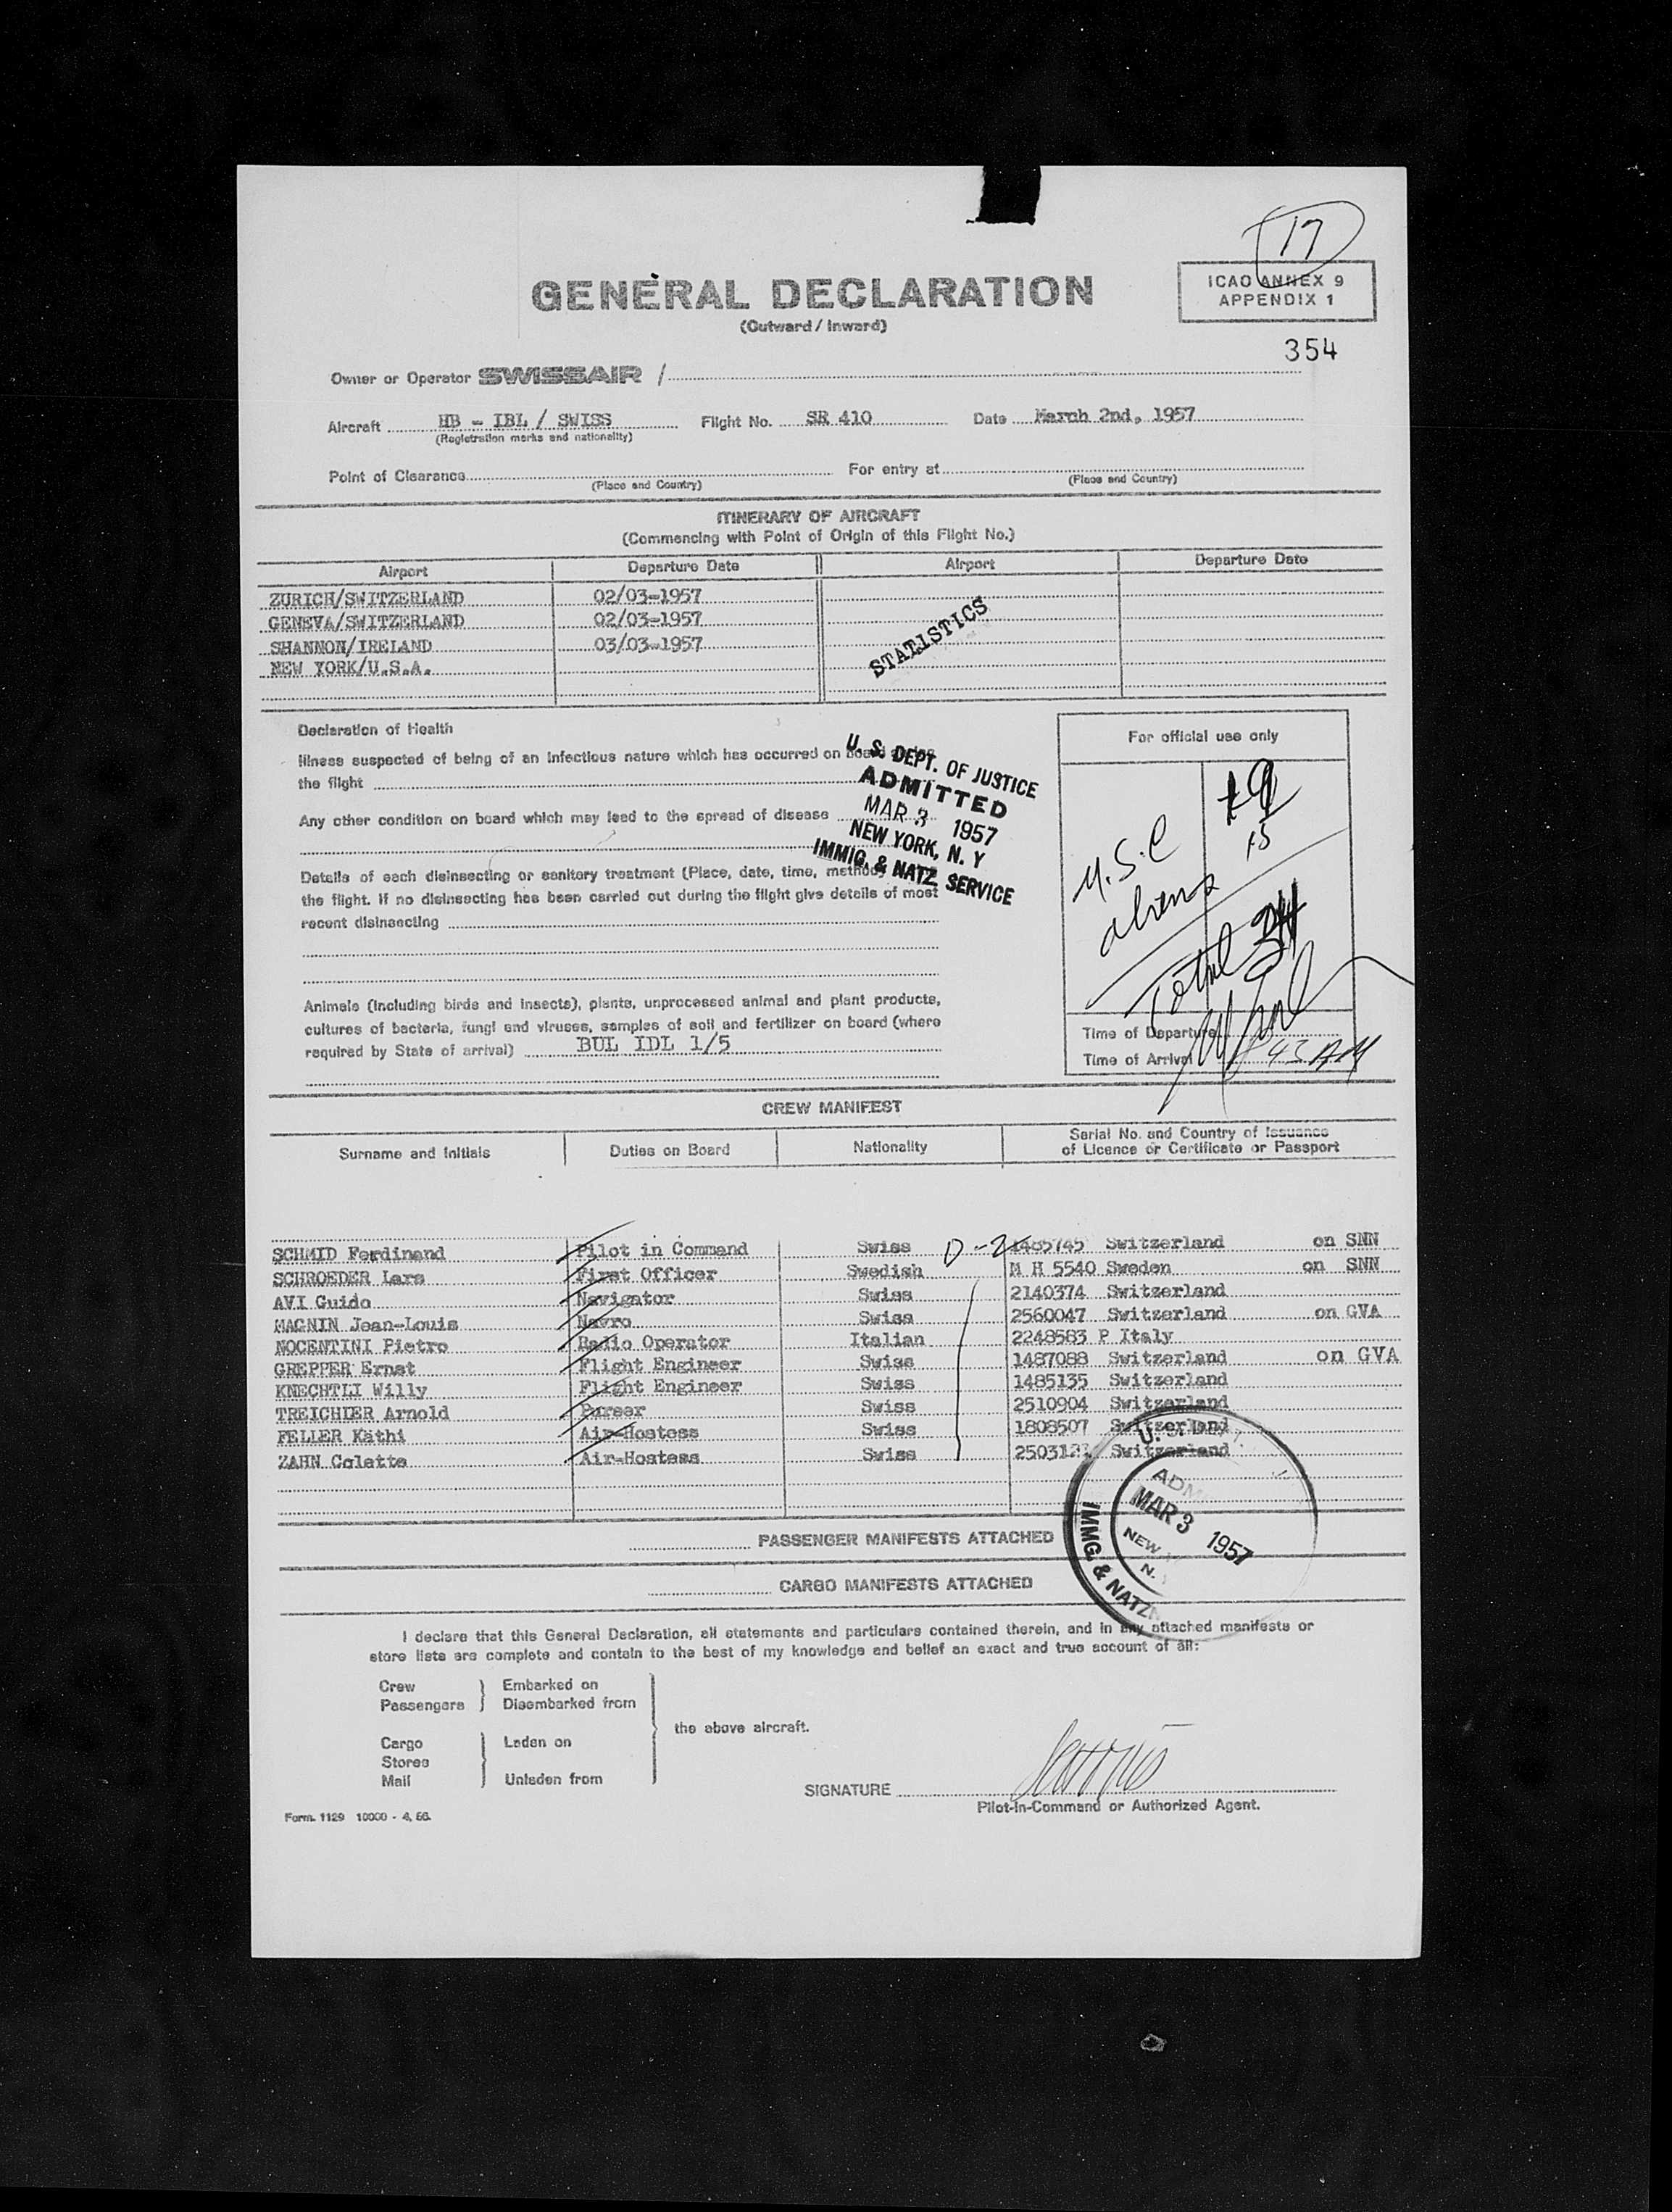 17
GENERAL DECLARATION
(Outward / Inward)
ICAO ANNEX 9
APPENDIX 1
354
Owner or Operator SWISSAIR /
Aircraft HB - IBL / SWISS Flight No. SR 410 Date March 2nd, 1957
(Registration marks and nationality)
Point of Clearance For entry at
(Place and Country) (Place and Country)
ITINERARY OF AIRCRAFT
(Commencing with Point of Origin of this Flight No.)
Airport Departure Date Airport Departure Date
ZURICH/SWITZERLAND 02/03-1957
GENEVA/SWITZERLAND 02/03-1957
SHANNON/IRELAND 03/03-1957
NEW YORK/U.S.A.
STATISTICS
Declaration of Health
Illness suspected of being of an infectious nature which has occurred on board during
the flight
Any other condition on board which may lead to the spread of disease
Details of each disinsecting or sanitary treatment (Place, date, time, method)
the flight. If no disinsecting has been carried out during the flight give details of most
recent disinsecting
U. S. DEPT. OF JUSTICE
ADMITTED
MAR 3 1957
NEW YORK, N. Y
IMMIG. & NATZ. SERVICE
Animals (including birds and insects), plants, unprocessed animal and plant products,
cultures of bacteria, fungi and viruses, samples of soil and fertilizer on board (where
required by State of arrival) BUL IDL 1/5
For official use only
U.S.C
aliens
15
Total
Time of Departure
Time of Arrival 43 AM
CREW MANIFEST
Surname and Initials Duties on Board Nationality Serial No. and Country of Issuance
of Licence or Certificate or Passport
SCHMID Ferdinand Pilot in Command Swiss D-2 1485745 Switzerland on SNN
SCHROEDER Lars First Officer Swedish M H 5540 Sweden on SNN
AVI Guido Navigator Swiss 2140374 Switzerland
MAGNIN Jean-Louis Navro Swiss 2560047 Switzerland on GVA
NOCENTINI Pietro Radio Operator Italian 2248583 P Italy
GREPPER Ernst Flight Engineer Swiss 1487088 Switzerland on GVA
KNECHTLI Willy Flight Engineer Swiss 1485135 Switzerland
TREICHLER Arnold Purser Swiss 2510904 Switzerland
FELLER Käthi Air-Hostess Swiss 1808507 Switzerland
ZAHN Colette Air-Hostess Swiss Switzerland
PASSENGER MANIFESTS ATTACHED
CARGO MANIFESTS ATTACHED
U.
MAR 3 1957
NEW
N.
IMMG. & NATZN
I declare that this General Declaration, all statements and particulars contained therein, and in any attached manifests or
store lists are complete and contain to the best of my knowledge and belief an exact and true account of all:
Crew Embarked on
Passengers Disembarked from
the above aircraft.
Cargo Laden on
Stores
Mail Unladen from
SIGNATURE
Pilot-in-Command or Authorized Agent.
Form. 1129 10000 - 4, 56.